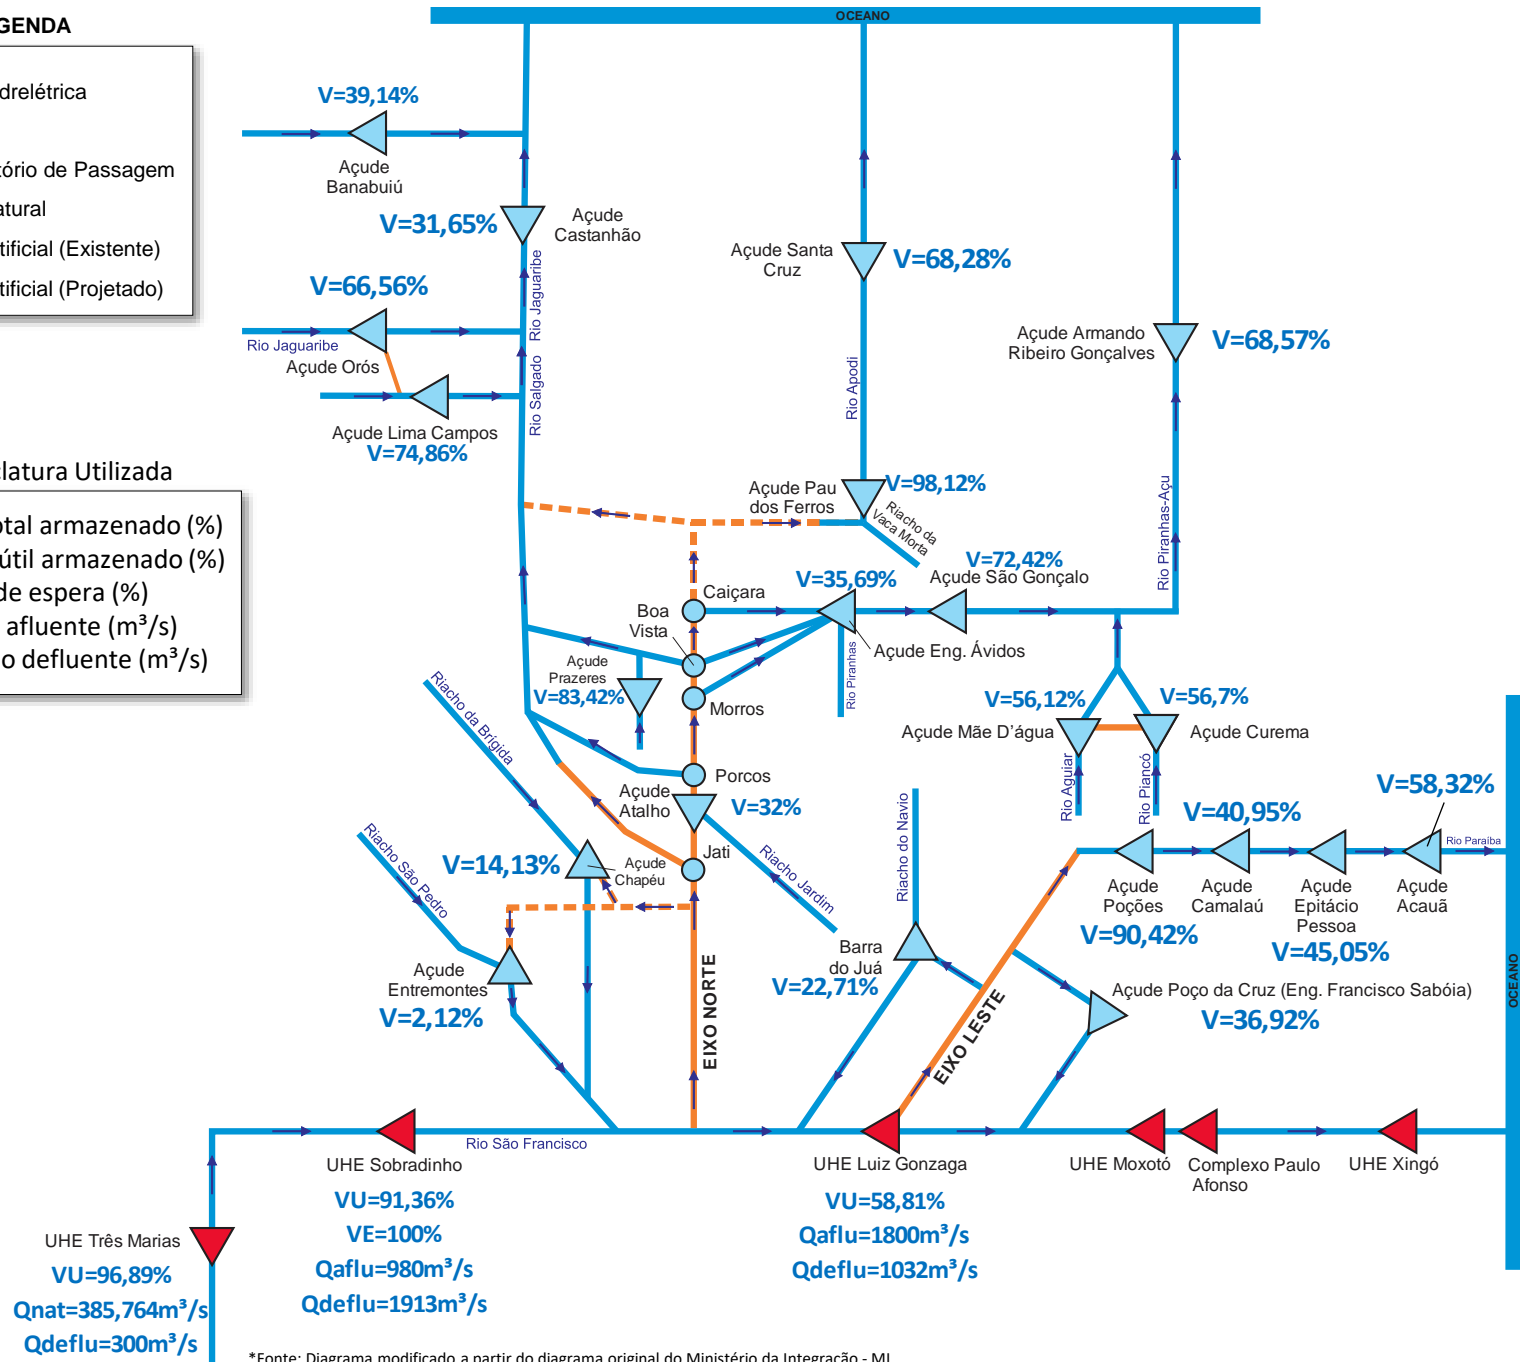 GENDA
drelétrica
tório de Passagem
atural
tificial (Existente)
tificial (Projetado)
clatura Utilizada
otal armazenado (%)
útil armazenado (%)
de espera (%)
afluente (m³/s)
o defluente (m³/s)
OCEANO
V=39,14%
Açude
Banabuiú
V=31,65%
Açude
Castanhão
Rio Jaguaribe
V=66,56%
Rio Jaguaribe
Açude Orós
Rio Salgado
Açude Lima Campos
V=74,86%
Açude Santa
Cruz
V=68,28%
Rio Apodi
Açude Armando
Ribeiro Gonçalves
V=68,57%
Rio Piranhas-Açu
Açude Pau
dos Ferros
V=98,12%
Riacho da
Vaca Morta
V=72,42%
Açude São Gonçalo
V=35,69%
Caiçara
Boa
Vista
Açude Eng. Ávidos
Rio Piranhas
Açude
Prazeres
V=83,42%
Morros
Riacho da Brígida
Porcos
Açude
Atalho
V=32%
V=56,12%
V=56,7%
Açude Mãe D'água
Açude Curema
Rio Aguiar
Rio Piancó
V=58,32%
V=40,95%
Rio Paraiba
Riacho São Pedro
V=14,13%
Açude
Chapéu
Jati
Riacho Jardim
Riacho do Navio
Açude
Poções
V=90,42%
Açude
Camalaú
Açude
Epitácio
Pessoa
V=45,05%
Açude
Acauã
Açude
Entremontes
V=2,12%
EIXO NORTE
Barra
do Juá
V=22,71%
EIXO LESTE
Açude Poço da Cruz (Eng. Francisco Sabóia)
V=36,92%
OCEANO
Rio São Francisco
UHE Sobradinho
VU=91,36%
VE=100%
Qaflu=980m³/s
Qdeflu=1913m³/s
UHE Luiz Gonzaga
VU=58,81%
Qaflu=1800m³/s
Qdeflu=1032m³/s
UHE Moxotó
Complexo Paulo
Afonso
UHE Xingó
UHE Três Marias
VU=96,89%
Qnat=385,764m³/s
Qdeflu=300m³/s
*Fonte: Diagrama modificado a partir do diagrama original do Ministério da Integração - MI